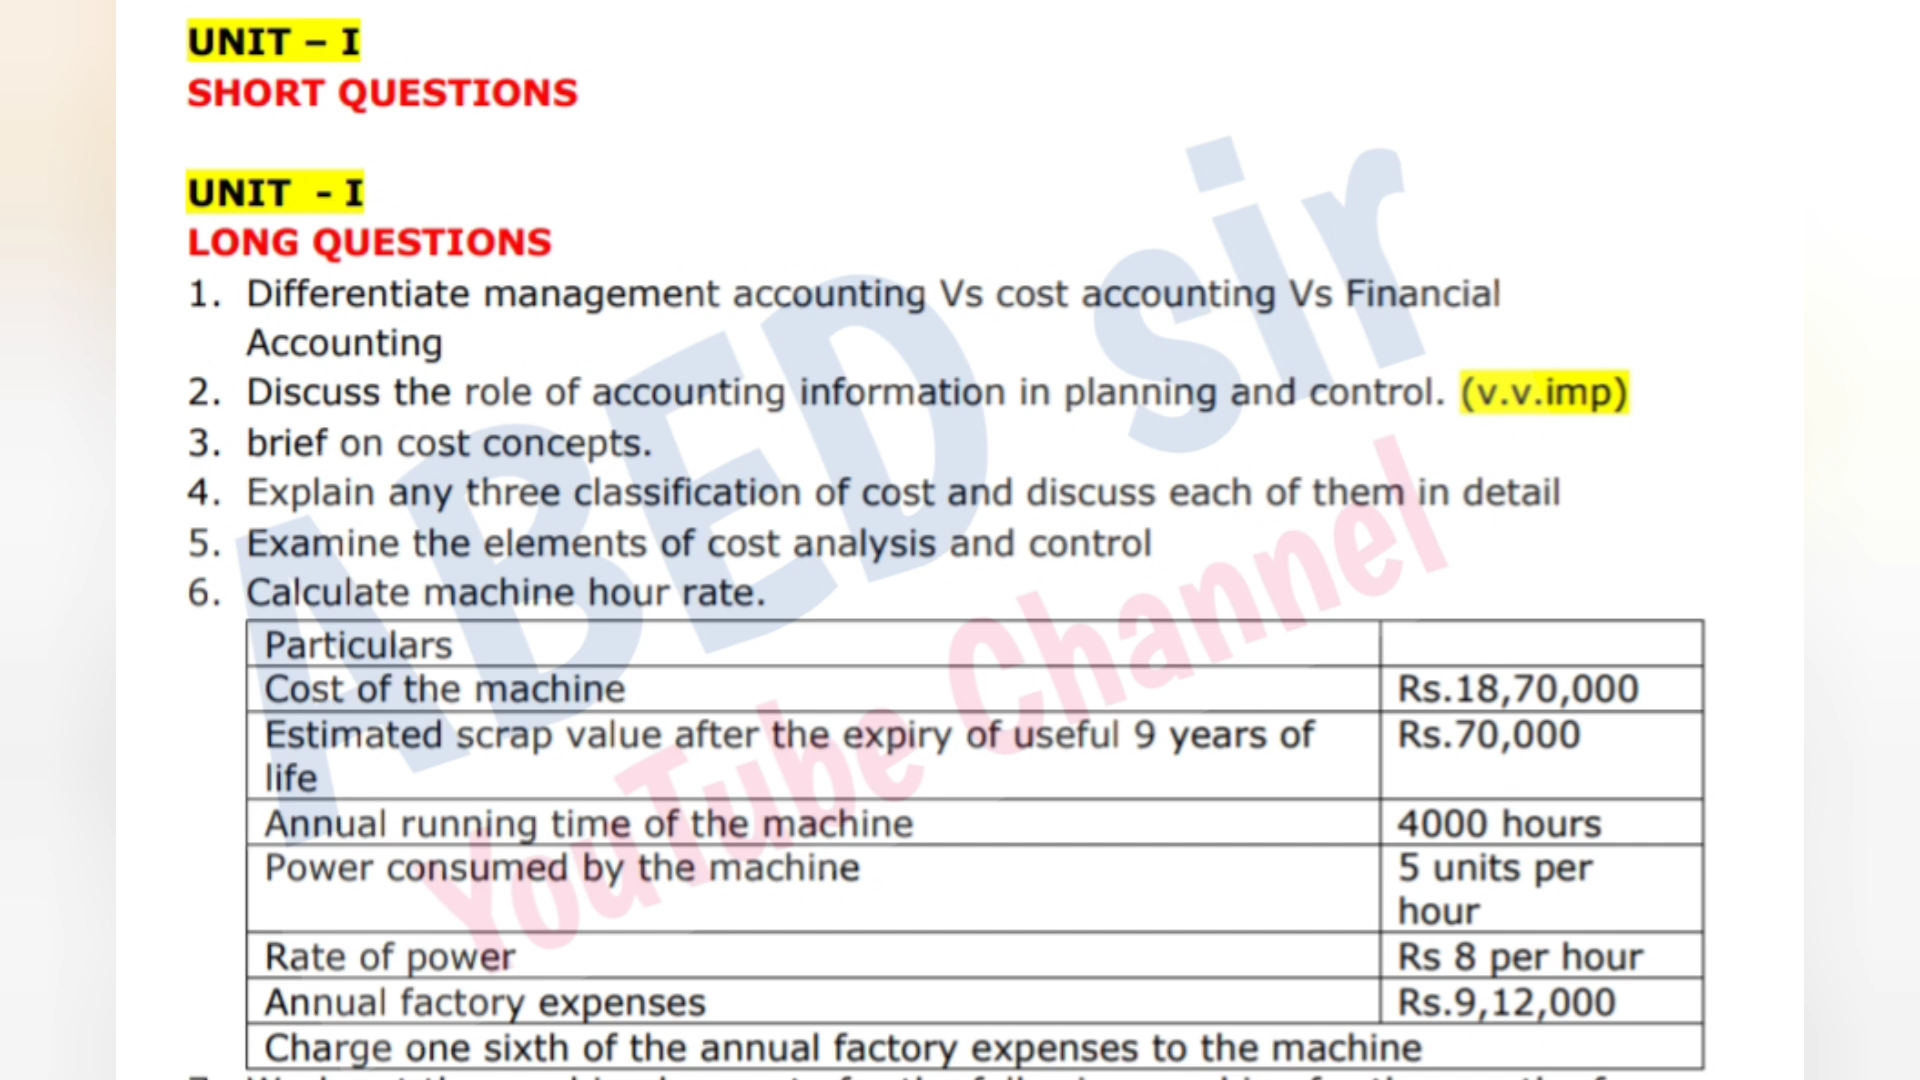 UNIT – I
SHORT QUESTIONS
UNIT - I
LONG QUESTIONS
1. Differentiate management accounting Vs cost accounting Vs Financial
Accounting
2. Discuss the role of accounting information in planning and control. (v.v.imp)
3. brief on cost concepts.
4. Explain any three classification of cost and discuss each of them in detail
5. Examine the elements of cost analysis and control
6. Calculate machine hour rate.
Particulars
Cost of the machine Rs.18,70,000
Estimated scrap value after the expiry of useful 9 years of Rs.70,000
life
Annual running time of the machine 4000 hours
Power consumed by the machine 5 units per
hour
Rate of power Rs 8 per hour
Annual factory expenses Rs.9,12,000
Charge one sixth of the annual factory expenses to the machine
ABED sir
YouTube Channel